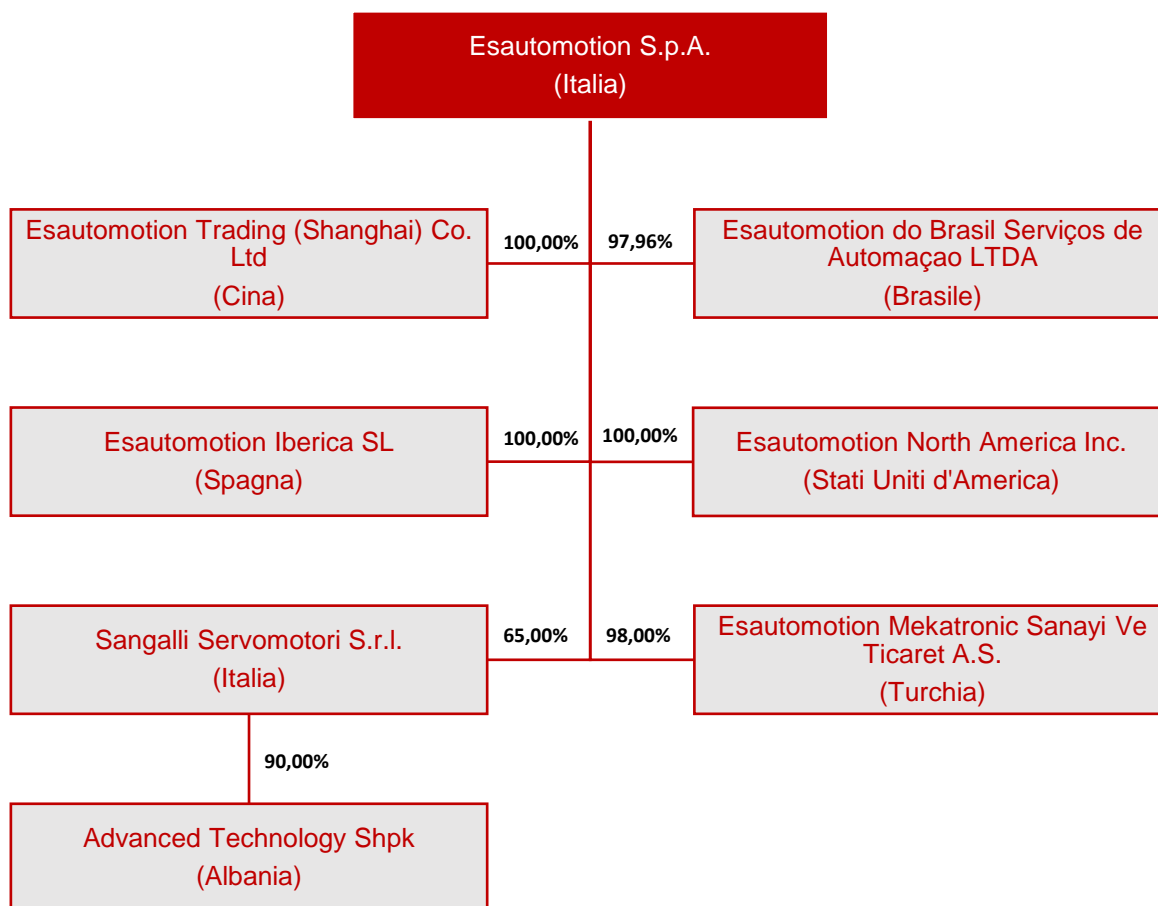 Esautomotion S.p.A.
(Italia)
Esautomotion Trading (Shanghai) Co.
Ltd
(Cina)
100,00%
97,96%
Esautomotion do Brasil Serviços de
Automaçao LTDA
(Brasile)
Esautomotion Iberica SL
(Spagna)
100,00%
100,00%
Esautomotion North America Inc.
(Stati Uniti d'America)
Sangalli Servomotori S.r.l.
(Italia)
65,00%
98,00%
Esautomotion Mekatronic Sanayi Ve
Ticaret A.S.
(Turchia)
90,00%
Advanced Technology Shpk
(Albania)